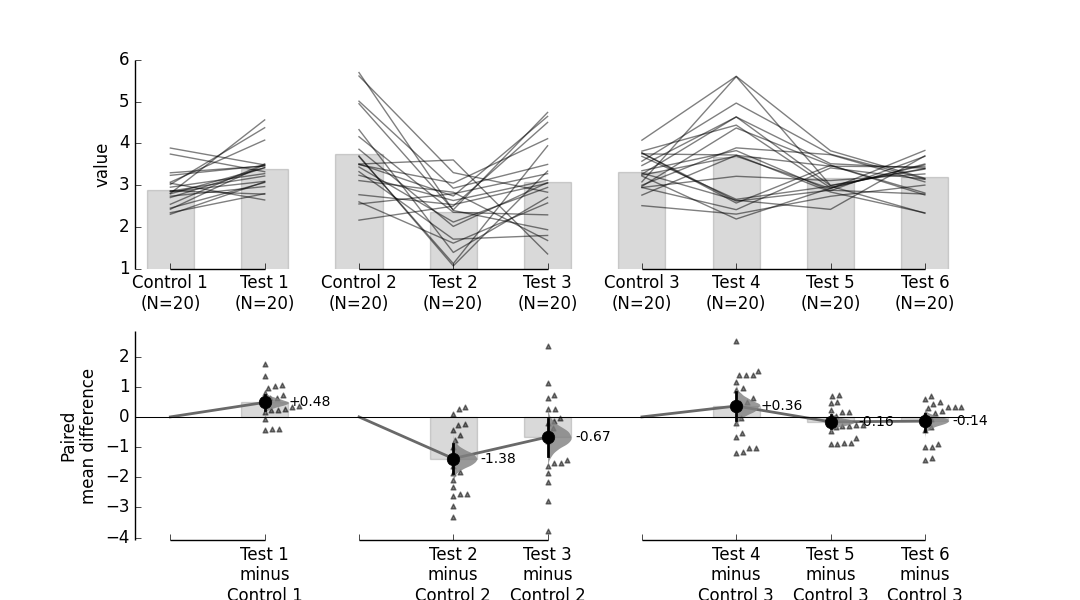 6
5
4
3
2
1
value
Control 1 Test 1 Control 2 Test 2 Test 3 Control 3 Test 4 Test 5 Test 6
(N=20) (N=20) (N=20) (N=20) (N=20) (N=20) (N=20) (N=20) (N=20)
2
1
0
−1
−2
−3
−4
Paired
mean difference
+0.48
-1.38
-0.67
+0.36
-0.16
-0.14
Test 1 Test 2 Test 3 Test 4 Test 5 Test 6
minus minus minus minus minus minus
Control 1 Control 2 Control 2 Control 3 Control 3 Control 3